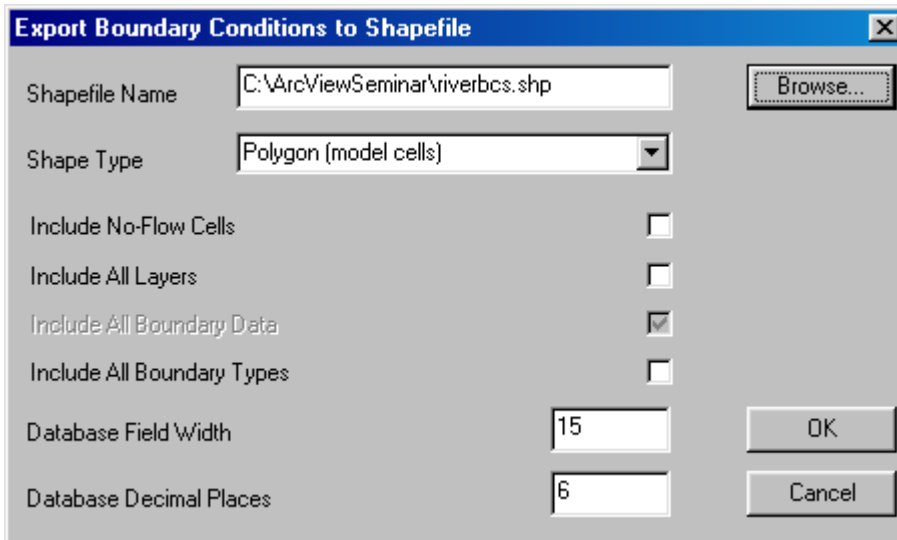 Export Boundary Conditions to Shapefile
Shapefile Name C:\ArcViewSeminar\riverbcs.shp Browse...
Shape Type Polygon (model cells)
Include No-Flow Cells
Include All Layers
Include All Boundary Data
Include All Boundary Types
Database Field Width 15 OK
Database Decimal Places 6 Cancel